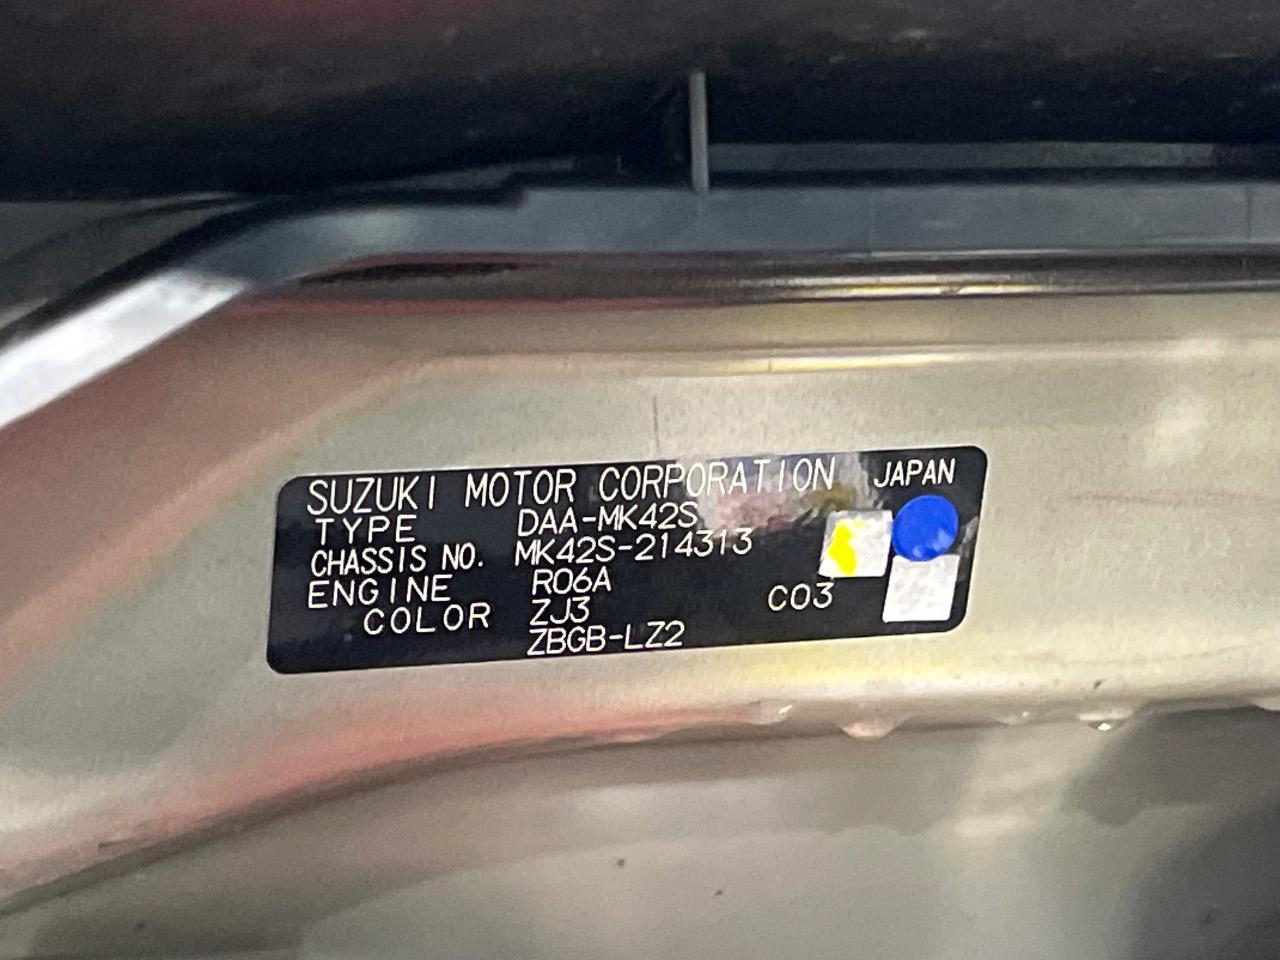 SUZUKI MOTOR CORPORATION JAPAN
TYPE DAA-MK42S
CHASSIS NO. MK42S-214313
ENGINE R06A
COLOR ZJ3 C03
ZBGB-LZ2